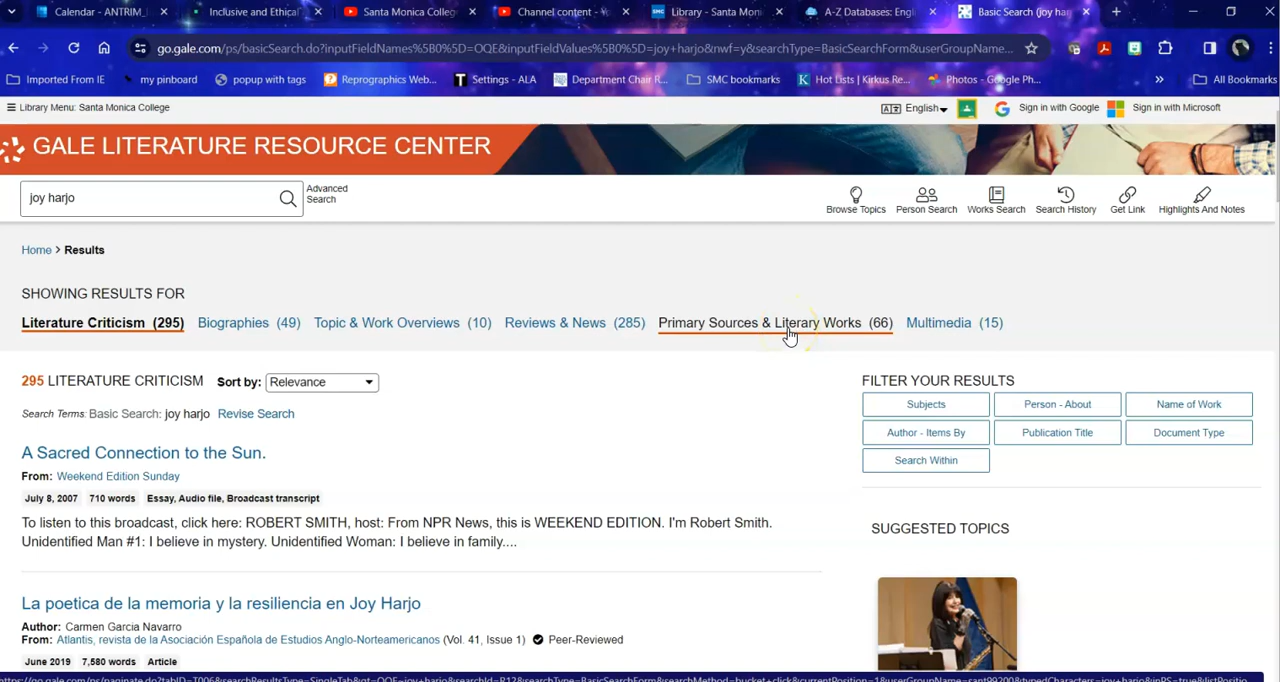 Calendar - ANTRIM_ Inclusive and Ethical Santa Monica Colleg Channel content - Yo Library - Santa Moni A-Z Databases: Engl Basic Search (joy har
go.gale.com/ps/basicSearch.do?inputFieldNames%5B0%5D=OQE&inputFieldValues%5B0%5D=joy+harjo&nwf=y&searchType=BasicSearchForm&userGroupName...
Imported From IE my pinboard popup with tags Reprographics Web... Settings - ALA Department Chair R... SMC bookmarks Hot Lists | Kirkus Re... Photos - Google Ph... » All Bookmarks
Library Menu: Santa Monica College English Sign in with Google Sign in with Microsoft
GALE LITERATURE RESOURCE CENTER
joy harjo Advanced Search
Browse Topics Person Search Works Search Search History Get Link Highlights And Notes
Home > Results
SHOWING RESULTS FOR
Literature Criticism (295) Biographies (49) Topic & Work Overviews (10) Reviews & News (285) Primary Sources & Literary Works (66) Multimedia (15)
295 LITERATURE CRITICISM Sort by: Relevance
FILTER YOUR RESULTS
Search Terms: Basic Search: joy harjo Revise Search
Subjects Person - About Name of Work
Author - Items By Publication Title Document Type
Search Within
A Sacred Connection to the Sun.
From: Weekend Edition Sunday
July 8, 2007 710 words Essay, Audio file, Broadcast transcript
To listen to this broadcast, click here: ROBERT SMITH, host: From NPR News, this is WEEKEND EDITION. I'm Robert Smith.
Unidentified Man #1: I believe in mystery. Unidentified Woman: I believe in family....
SUGGESTED TOPICS
La poetica de la memoria y la resiliencia en Joy Harjo
Author: Carmen Garcia Navarro
From: Atlantis, revista de la Asociación Española de Estudios Anglo-Norteamericanos (Vol. 41, Issue 1) Peer-Reviewed
June 2019 7,580 words Article